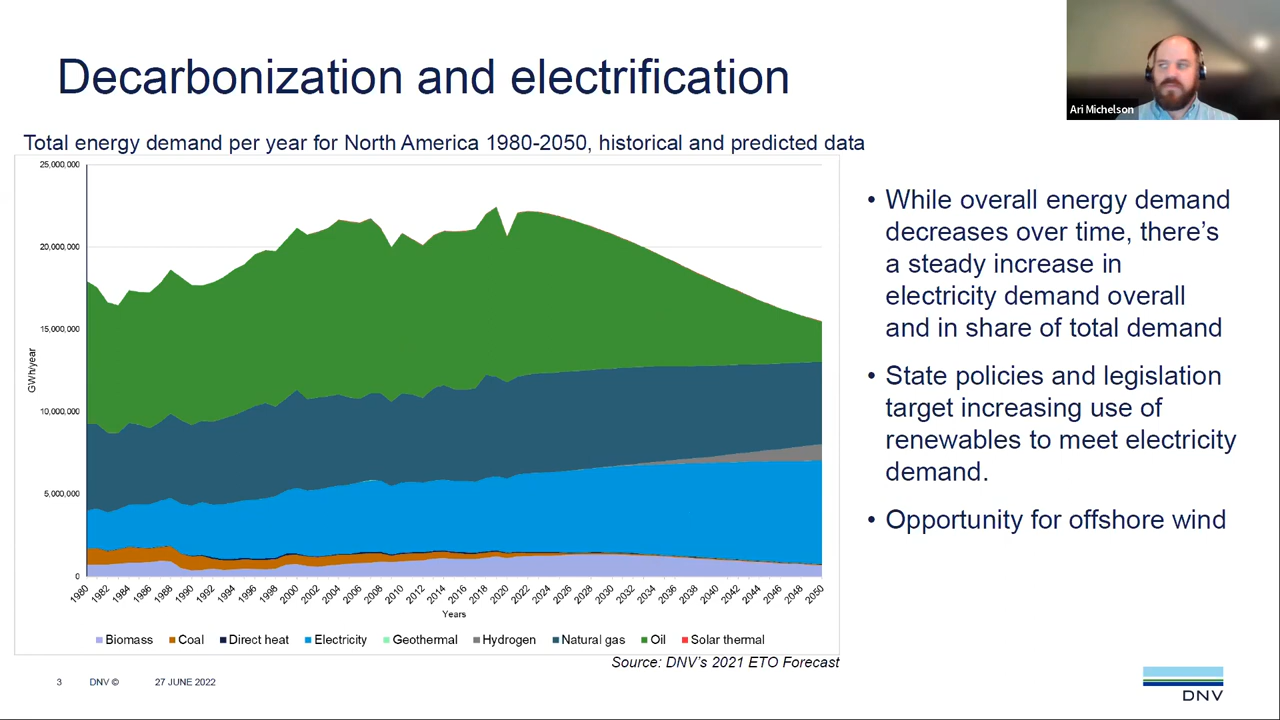 Decarbonization and electrification
Ari Michelson
Total energy demand per year for North America 1980-2050, historical and predicted data
25,000,000
20,000,000
15,000,000
10,000,000
5,000,000
0
GWh/year
1980 1982 1984 1986 1988 1990 1992 1994 1996 1998 2000 2002 2004 2006 2008 2010 2012 2014 2016 2018 2020 2022 2024 2026 2028 2030 2032 2034 2036 2038 2040 2042 2044 2046 2048 2050
Years
Biomass Coal Direct heat Electricity Geothermal Hydrogen Natural gas Oil Solar thermal
Source: DNV's 2021 ETO Forecast
• While overall energy demand
decreases over time, there's
a steady increase in
electricity demand overall
and in share of total demand
• State policies and legislation
target increasing use of
renewables to meet electricity
demand.
• Opportunity for offshore wind
3 DNV © 27 JUNE 2022
DNV